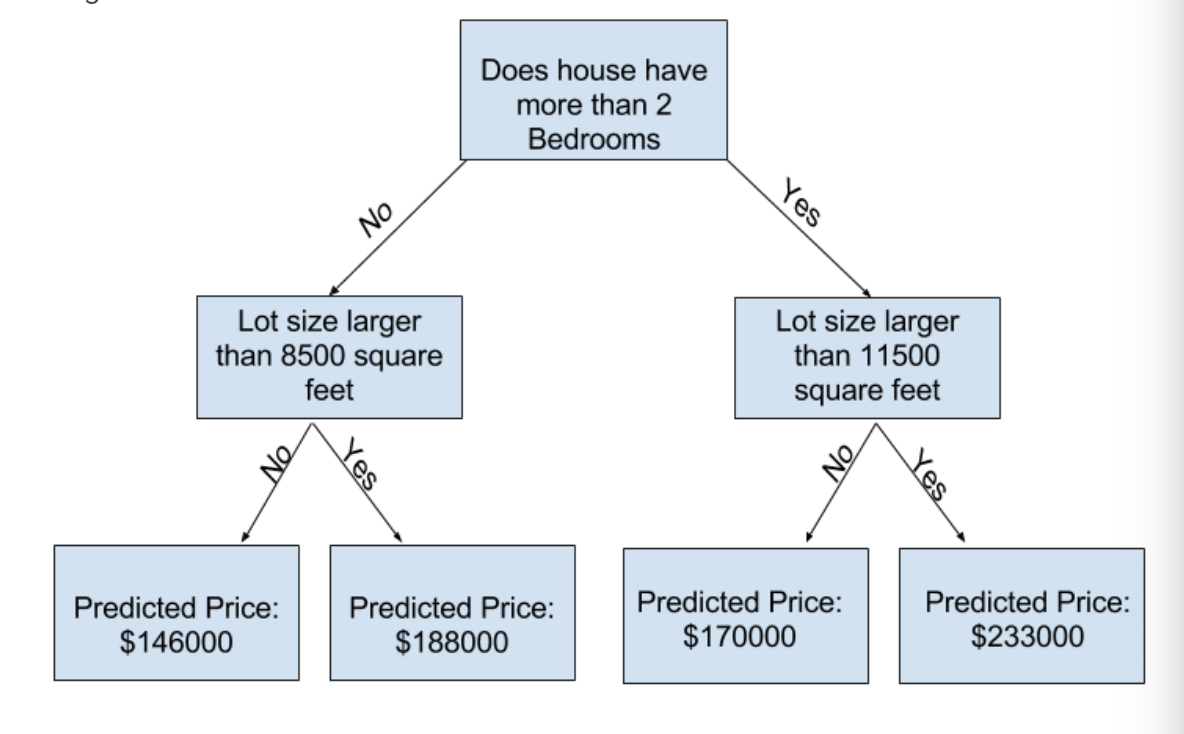 Does house have
more than 2
Bedrooms
No
Yes
Lot size larger
than 8500 square
feet
Lot size larger
than 11500
square feet
No
Yes
No
Yes
Predicted Price:
$146000
Predicted Price:
$188000
Predicted Price:
$170000
Predicted Price:
$233000